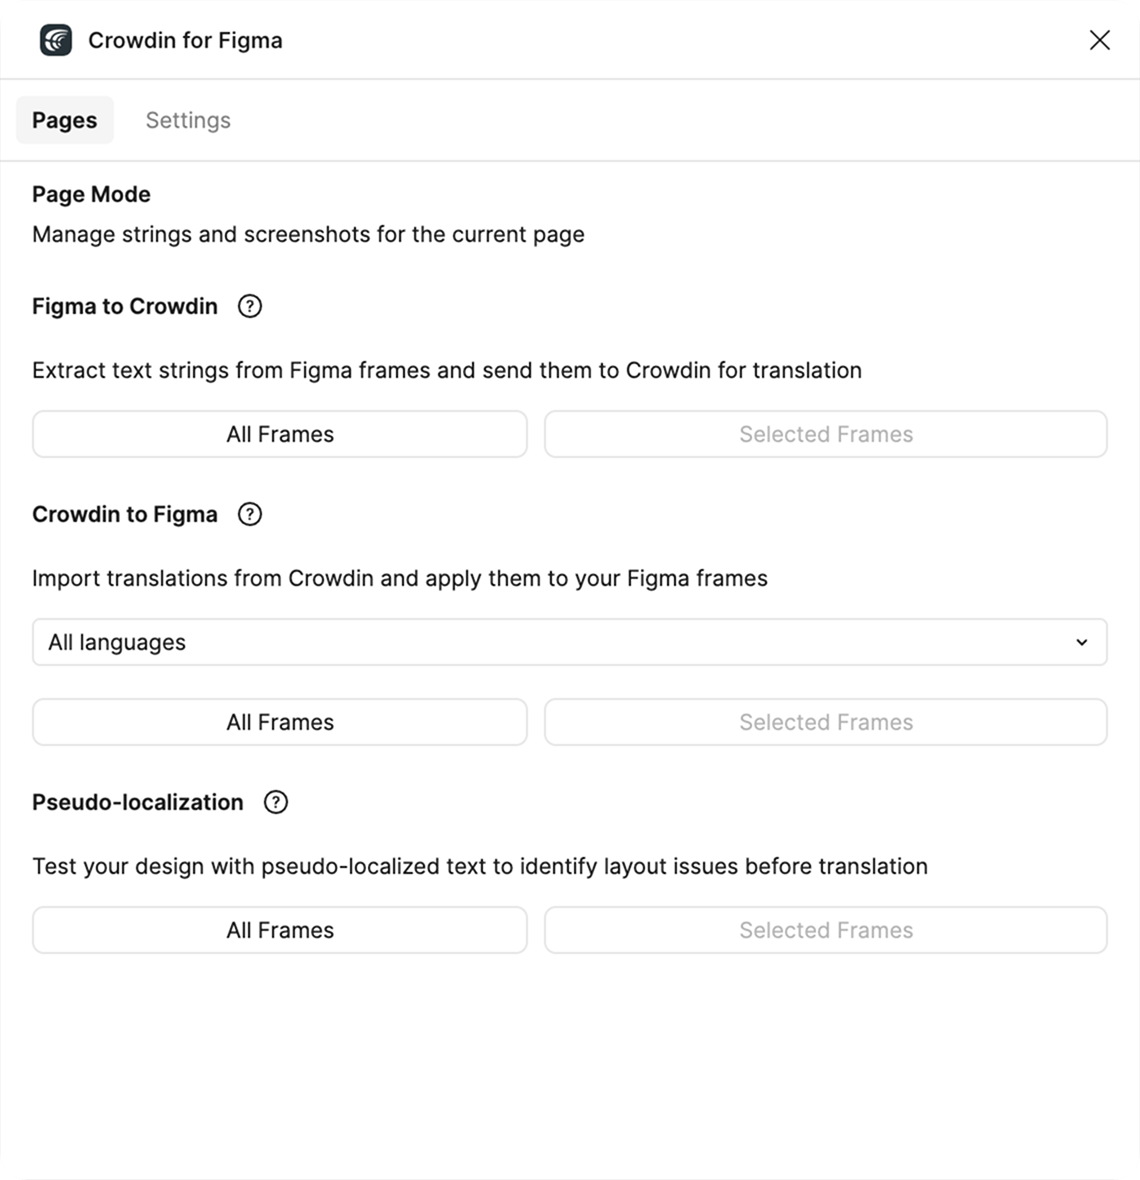 Crowdin for Figma
Pages
Settings
Page Mode
Manage strings and screenshots for the current page
Figma to Crowdin
Extract text strings from Figma frames and send them to Crowdin for translation
All Frames
Selected Frames
Crowdin to Figma
Import translations from Crowdin and apply them to your Figma frames
All languages
All Frames
Selected Frames
Pseudo-localization
Test your design with pseudo-localized text to identify layout issues before translation
All Frames
Selected Frames